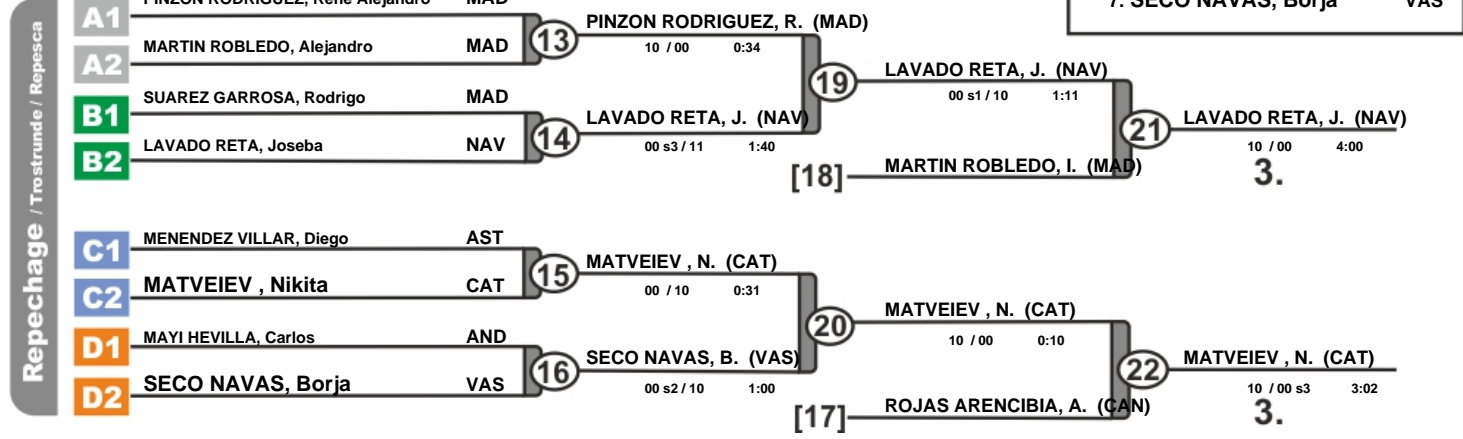 PINZON RODRIGUEZ, René Alejandro MAD
A1
PINZON RODRIGUEZ, R. (MAD)
7. SECO NAVAS, Borja VAS
13
10 / 00 0:34
A2 MARTIN ROBLEDO, Alejandro MAD
19
LAVADO RETA, J. (NAV)
00 s1 / 10 1:11
B1 SUAREZ GARROSA, Rodrigo MAD
14
LAVADO RETA, J. (NAV)
00 s3 / 11 1:40
21
LAVADO RETA, J. (NAV)
10 / 00 4:00
3.
B2 LAVADO RETA, Joseba NAV
[18] MARTIN ROBLEDO, I. (MAD)
Repechage / Trostrunde / Repesca
C1 MENENDEZ VILLAR, Diego AST
15
MATVEIEV , N. (CAT)
00 / 10 0:31
C2 MATVEIEV , Nikita CAT
20
MATVEIEV , N. (CAT)
10 / 00 0:10
D1 MAYI HEVILLA, Carlos AND
16
SECO NAVAS, B. (VAS)
00 s2 / 10 1:00
22
MATVEIEV , N. (CAT)
10 / 00 s3 3:02
3.
D2 SECO NAVAS, Borja VAS
[17] ROJAS ARENCIBIA, A. (CAN)